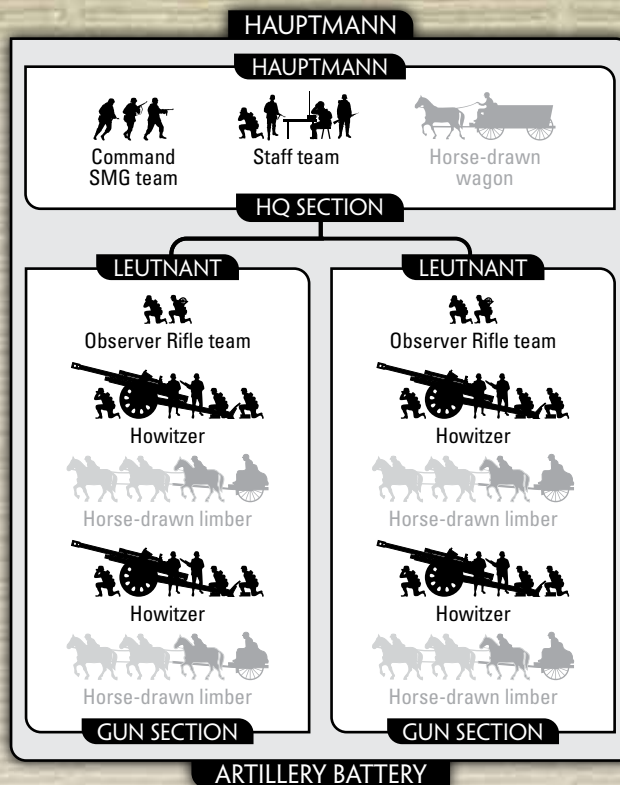 HAUPTMANN
HAUPTMANN
Command
SMG team
Staff team
Horse-drawn
wagon
HQ SECTION
LEUTNANT
Observer Rifle team
Howitzer
Horse-drawn limber
Howitzer
Horse-drawn limber
GUN SECTION
LEUTNANT
Observer Rifle team
Howitzer
Horse-drawn limber
Howitzer
Horse-drawn limber
GUN SECTION
ARTILLERY BATTERY